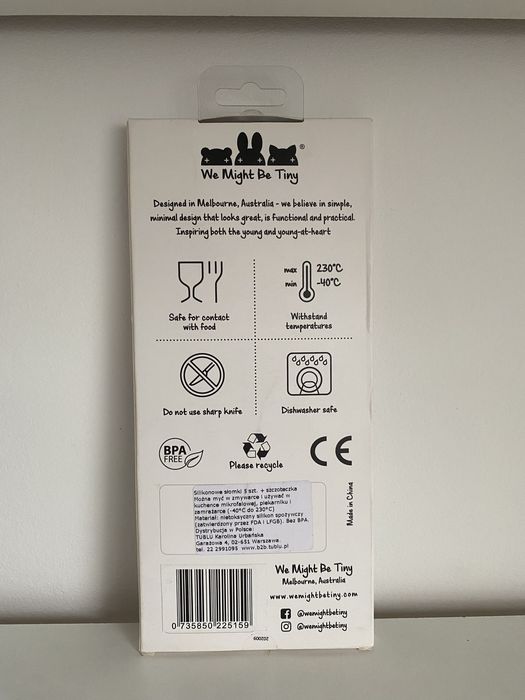 ®
We Might Be Tiny
Designed in Melbourne, Australia - we believe in simple,
minimal design that looks great, is functional and practical.
Inspiring both the young and young-at-heart
Safe for contact
with food
max 230°C
min -40°C
Withstand
temperatures
Do not use sharp knife
Dishwasher safe
BPA
FREE
Please recycle
CE
Silikonowe słomki 5 szt. + szczoteczka
Można myć w zmywarce i używać w
kuchence mikrofalowej, piekarniku i
zamrażarce (-40°C do 230°C)
Materiał: nietoksyczny silikon spożywczy
(zatwierdzony przez FDA i LFGB). Bez BPA.
Dystrybucja w Polsce:
TUBLU Karolina Urbańska
Garażowa 4, 02-651 Warszawa
tel. 22 2991095 www.b2b.tublu.pl
Made in China
0 735850 225159
202009
We Might Be Tiny
Melbourne, Australia
www.wemightbetiny.com
@wemightbetiny
@wemightbetiny